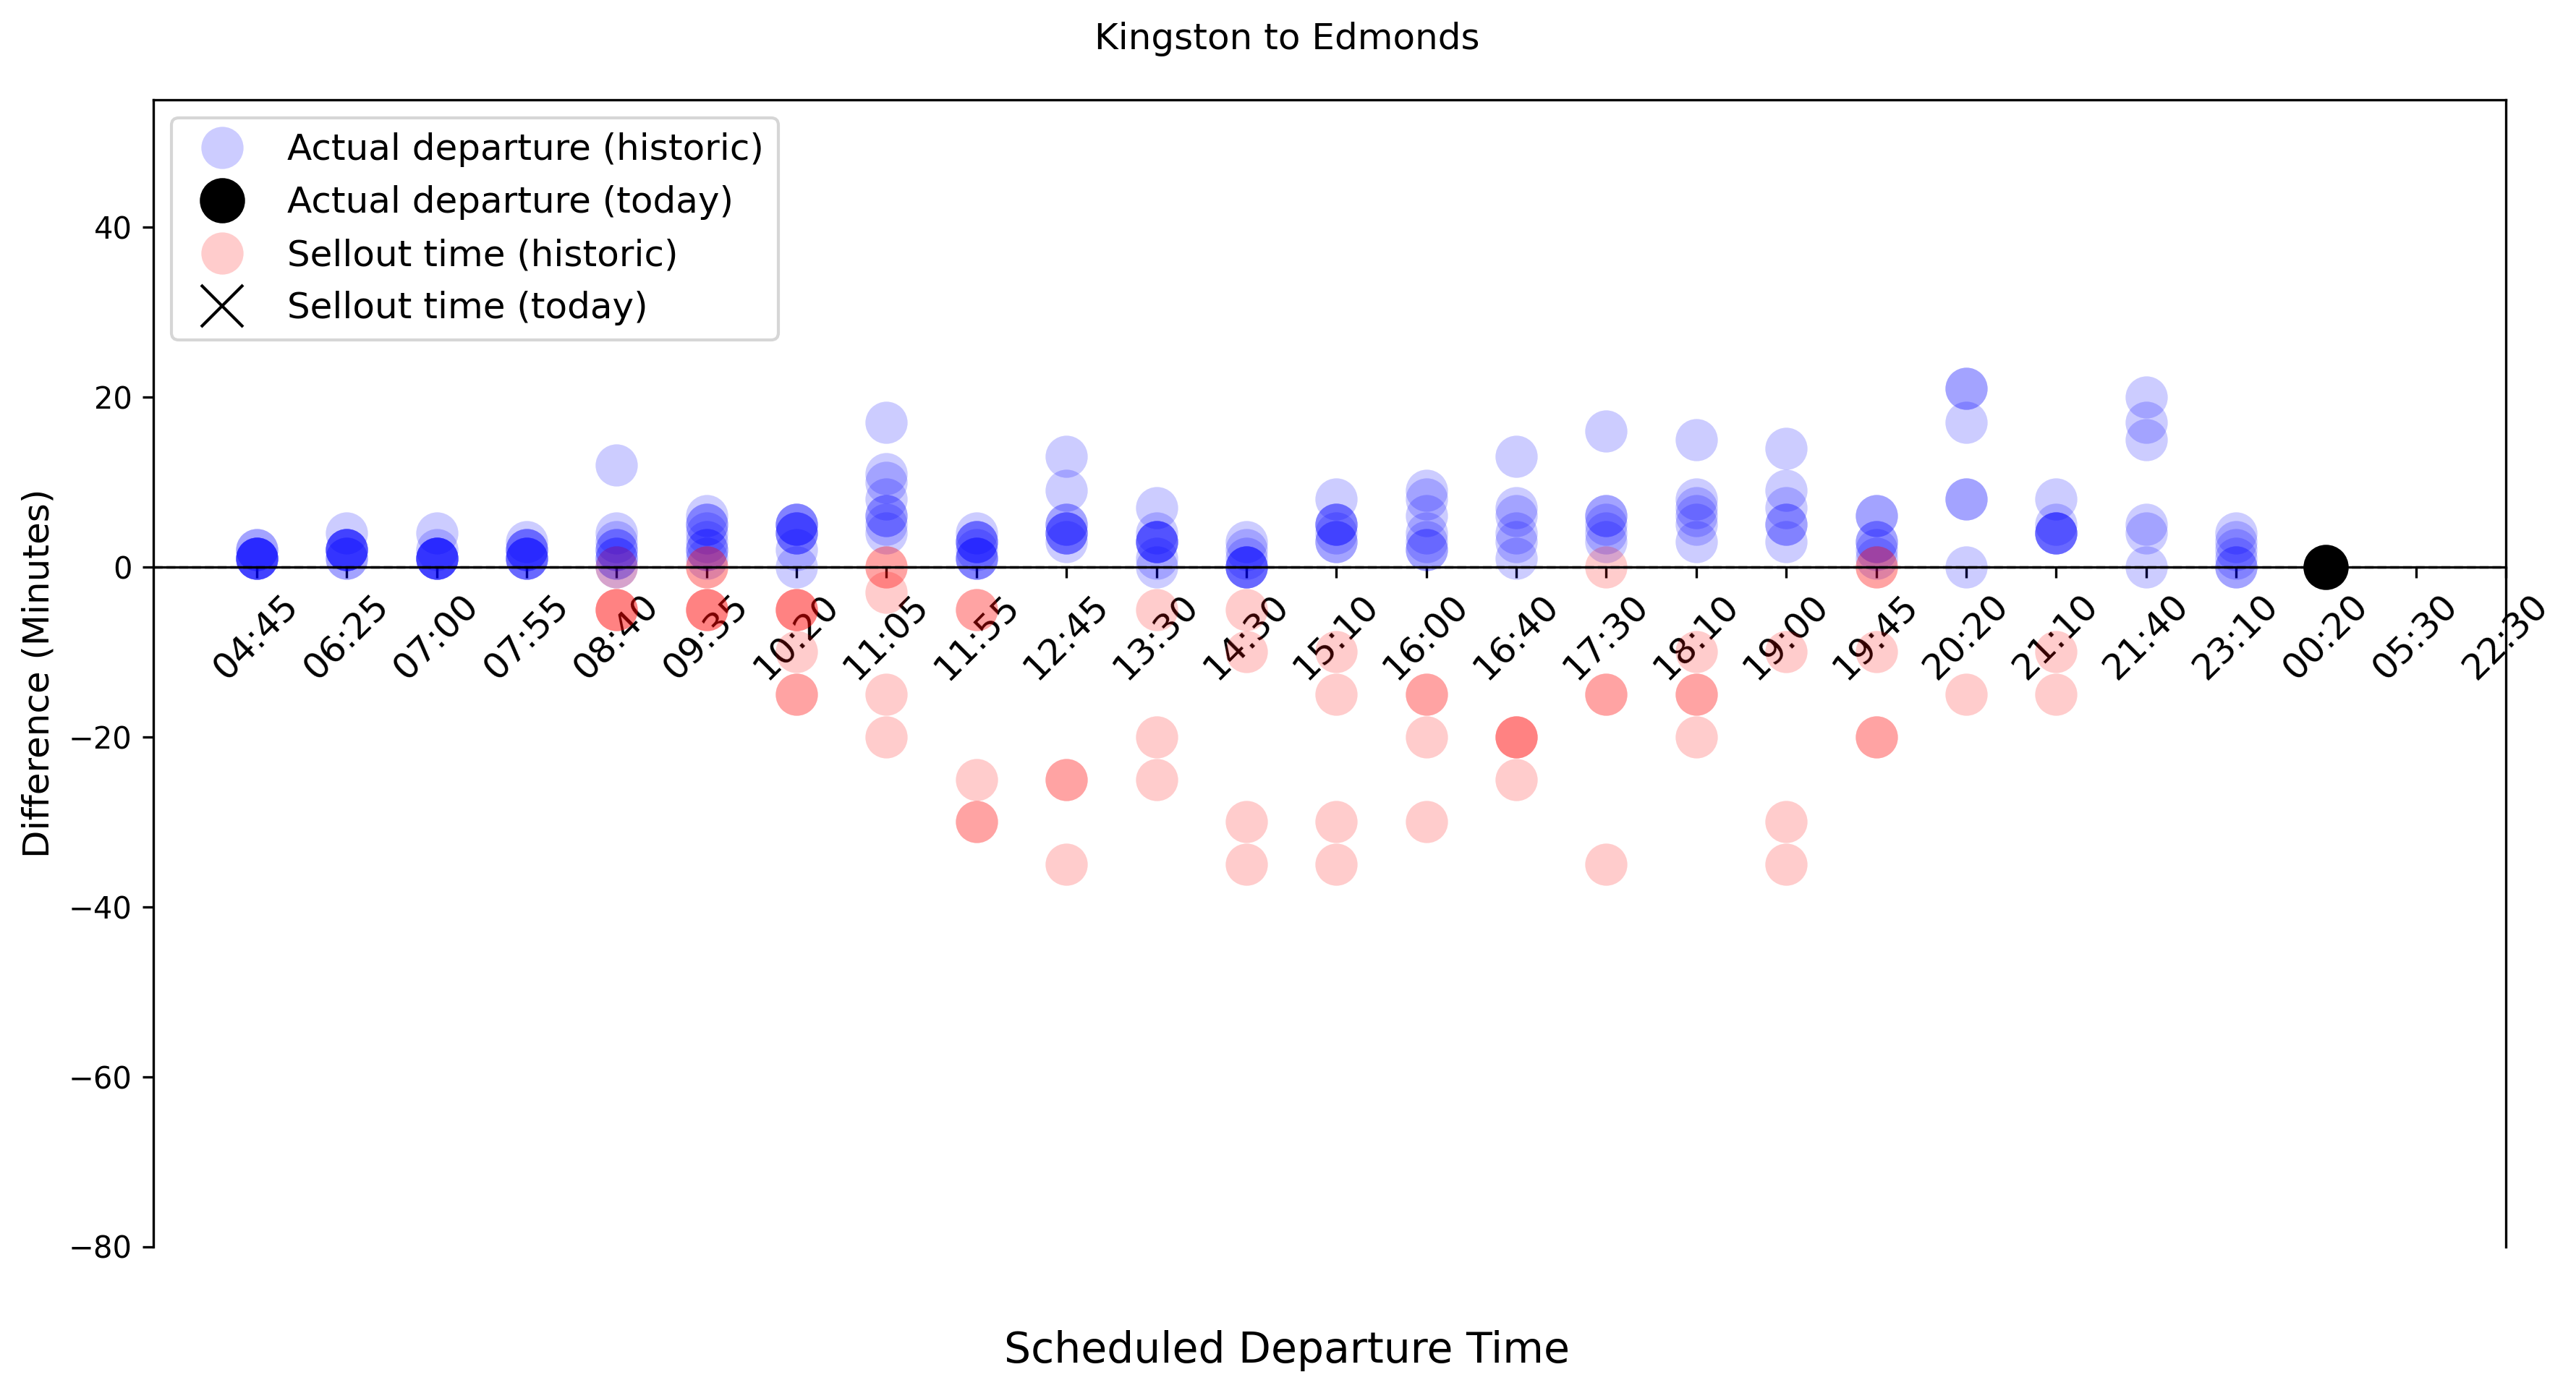 Kingston to Edmonds
Actual departure (historic)
Actual departure (today)
Sellout time (historic)
Sellout time (today)
Difference (Minutes)
40
20
0
−20
−40
−60
−80
04:45 06:25 07:00 07:55 08:40 09:35 10:20 11:05 11:55 12:45 13:30 14:30 15:10 16:00 16:40 17:30 18:10 19:00 19:45 20:20 21:10 21:40 23:10 00:20 05:30 22:30
Scheduled Departure Time